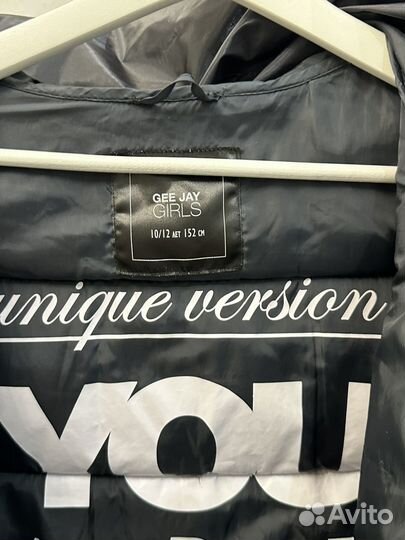 GEE JAY
GIRLS
10/12 ЛЕТ 152 СМ
unique version
YOU
Avito